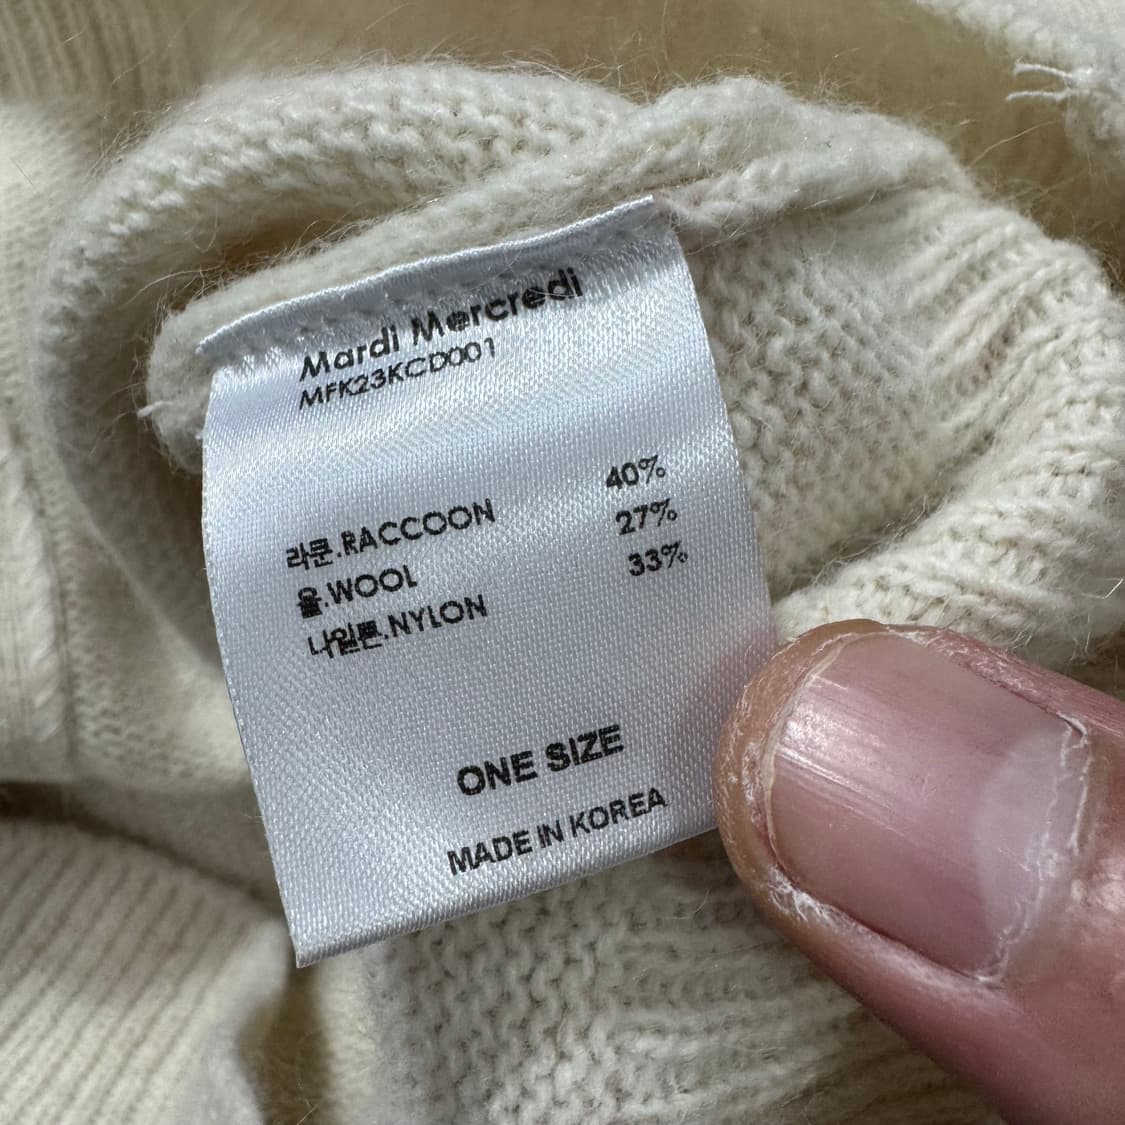 Mardi Mercredi
MFK23KCD001
라쿤.RACCOON 40%
울.WOOL 27%
나일론.NYLON 33%
ONE SIZE
MADE IN KOREA